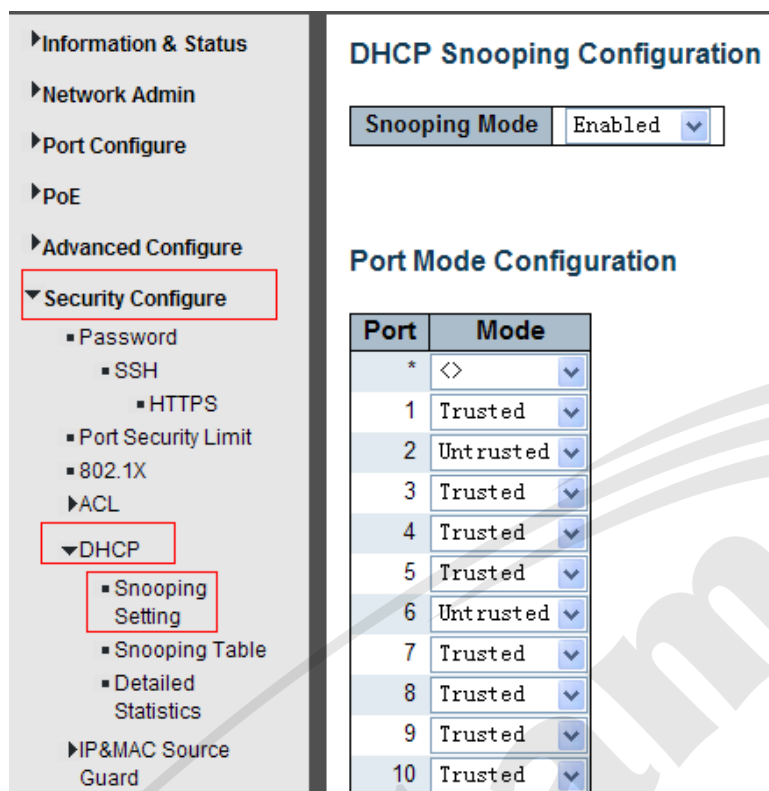 Information & Status
Network Admin
Port Configure
PoE
Advanced Configure
Security Configure
Password
SSH
HTTPS
Port Security Limit
802.1X
ACL
DHCP
Snooping
Setting
Snooping Table
Detailed
Statistics
IP&MAC Source
Guard
DHCP Snooping Configuration
Snooping Mode Enabled
Port Mode Configuration
Port Mode
* <>
1 Trusted
2 Untrusted
3 Trusted
4 Trusted
5 Trusted
6 Untrusted
7 Trusted
8 Trusted
9 Trusted
10 Trusted